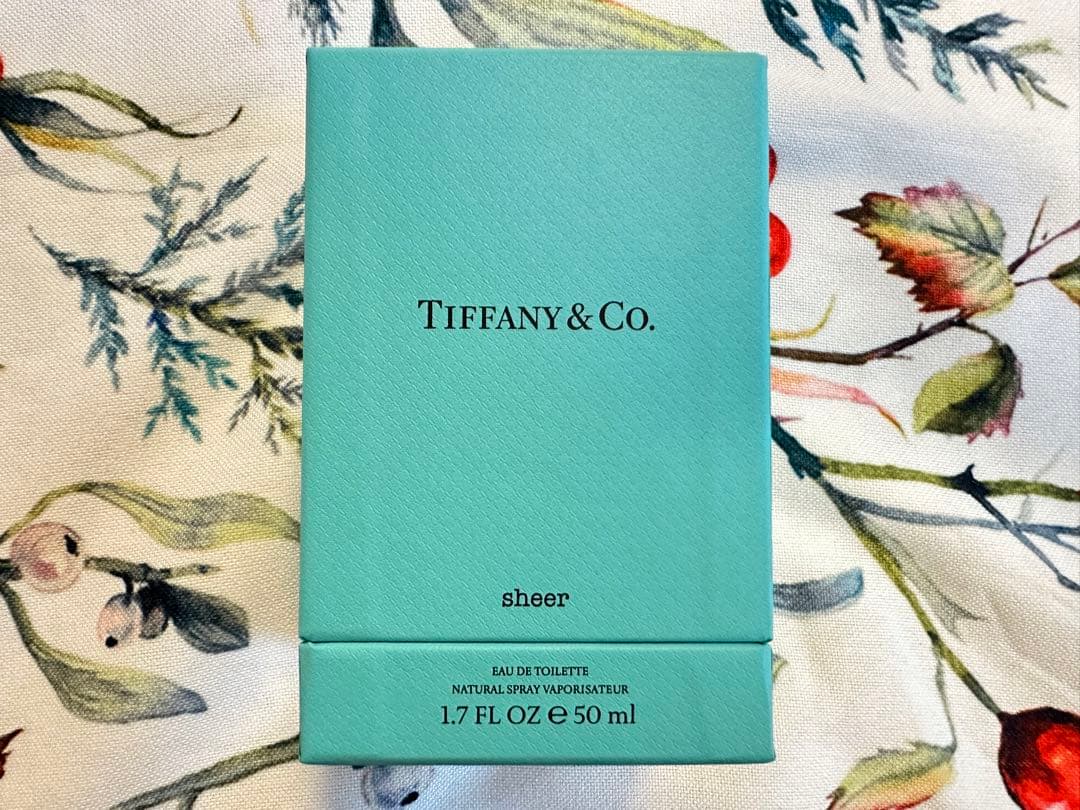 TIFFANY & CO.
sheer
EAU DE TOILETTE
NATURAL SPRAY VAPORISATEUR
1.7 FL OZ ℮ 50 ml